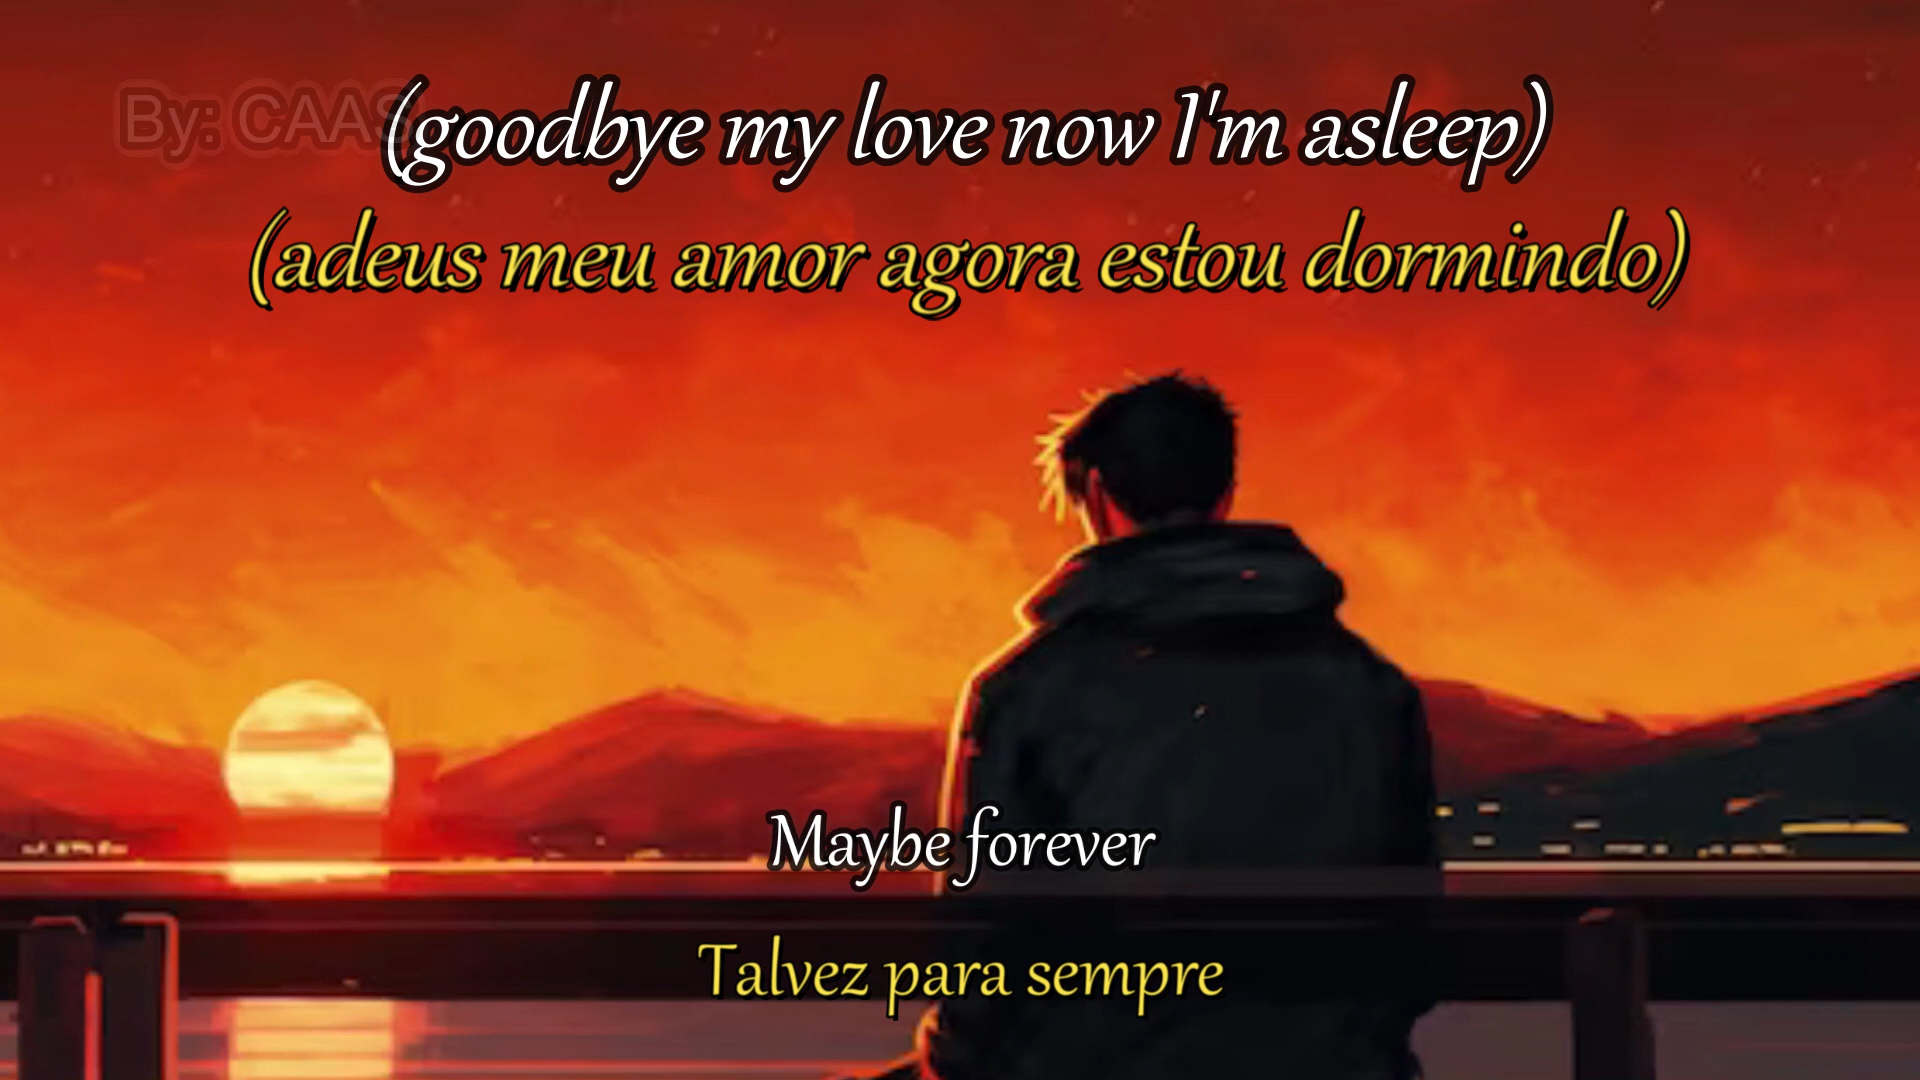 By: CAAS
(goodbye my love now I'm asleep)
(adeus meu amor agora estou dormindo)
Maybe forever
Talvez para sempre